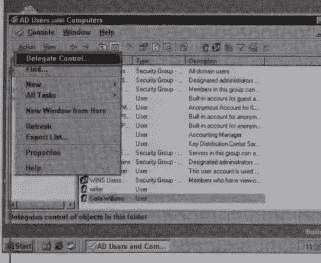 AD Users and Computers
Console Window Help
Action View
Delegate Control...
Find...
New
All Tasks
New Window from Here
Refresh
Export List...
Properties
Help
Type Description
Security Group - ... All domain users
Security Group - ... Designated administrator ...
Security Group - ... Members in this group can ...
User Built-in account for guest a...
User Anonymous Account for I...
User Built-in account for anonym...
User Built-in account for anonym...
User Accounting Manager
User Key Distribution Center Ser...
Security Group - ... Servers in this group can ...
Security Group - ... Designated administrators ...
User This user account is used ...
WINS Users Security Group - ... Members who have view-o...
User
User
Delegates control of objects in this folder
Start AD Users and Com...